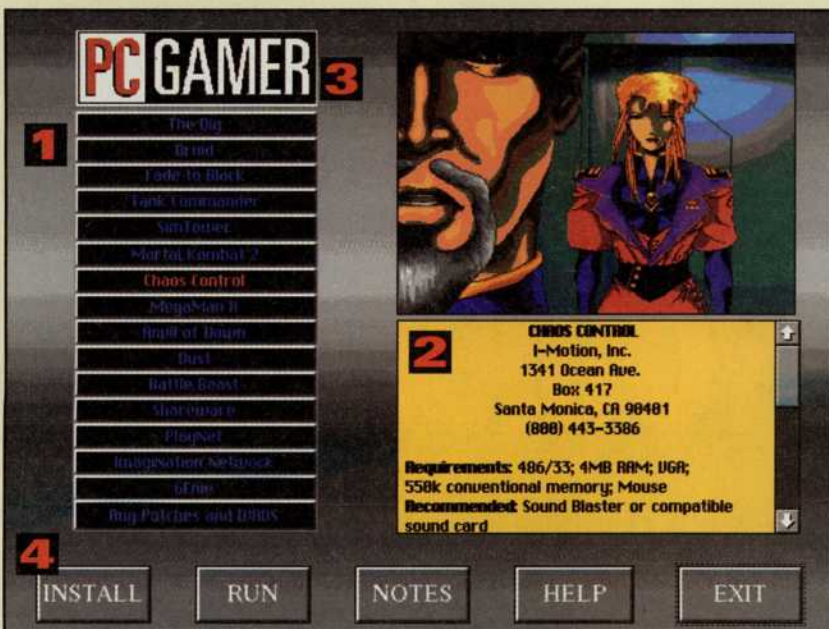 PC GAMER
3
1
The Dig
Druid
Fade to Black
Tank Commander
SimTower
Mortal Kombat 2
Chaos Control
MegaMan
Anvil of Dawn
Dust
Battle Beast
Shareware
PlayNet
Imagination Network
GEnie
Bug Patches and WADS
2
CHAOS CONTROL
I-Motion, Inc.
1341 Ocean Ave.
Box 417
Santa Monica, CA 90401
(800) 443-3386
Requirements: 486/33; 4MB RAM; VGA;
550k conventional memory; Mouse
Recommended: Sound Blaster or compatible
sound card
4
INSTALL
RUN
NOTES
HELP
EXIT